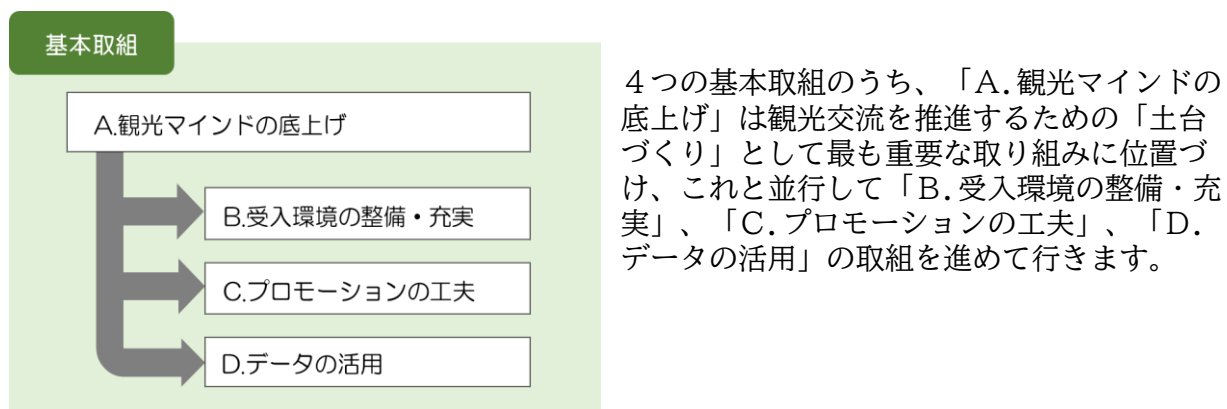 基本取組
A.観光マインドの底上げ
B.受入環境の整備・充実
C.プロモーションの工夫
D.データの活用
４つの基本取組のうち、「Ａ．観光マインドの
底上げ」は観光交流を推進するための「土台
づくり」として最も重要な取り組みに位置づ
け、これと並行して「Ｂ．受入環境の整備・充
実」、「Ｃ．プロモーションの工夫」、「Ｄ．
データの活用」の取組を進めて行きます。